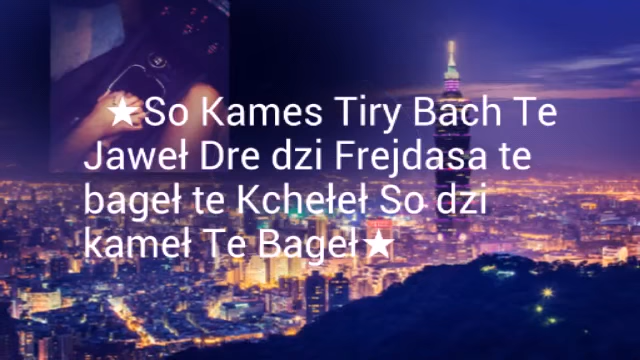 ★So Kames Tiry Bach Te
Jaweł Dre dzi Frejdasa te
bageł te Kchełeł So dzi
kameł Te Bageł★